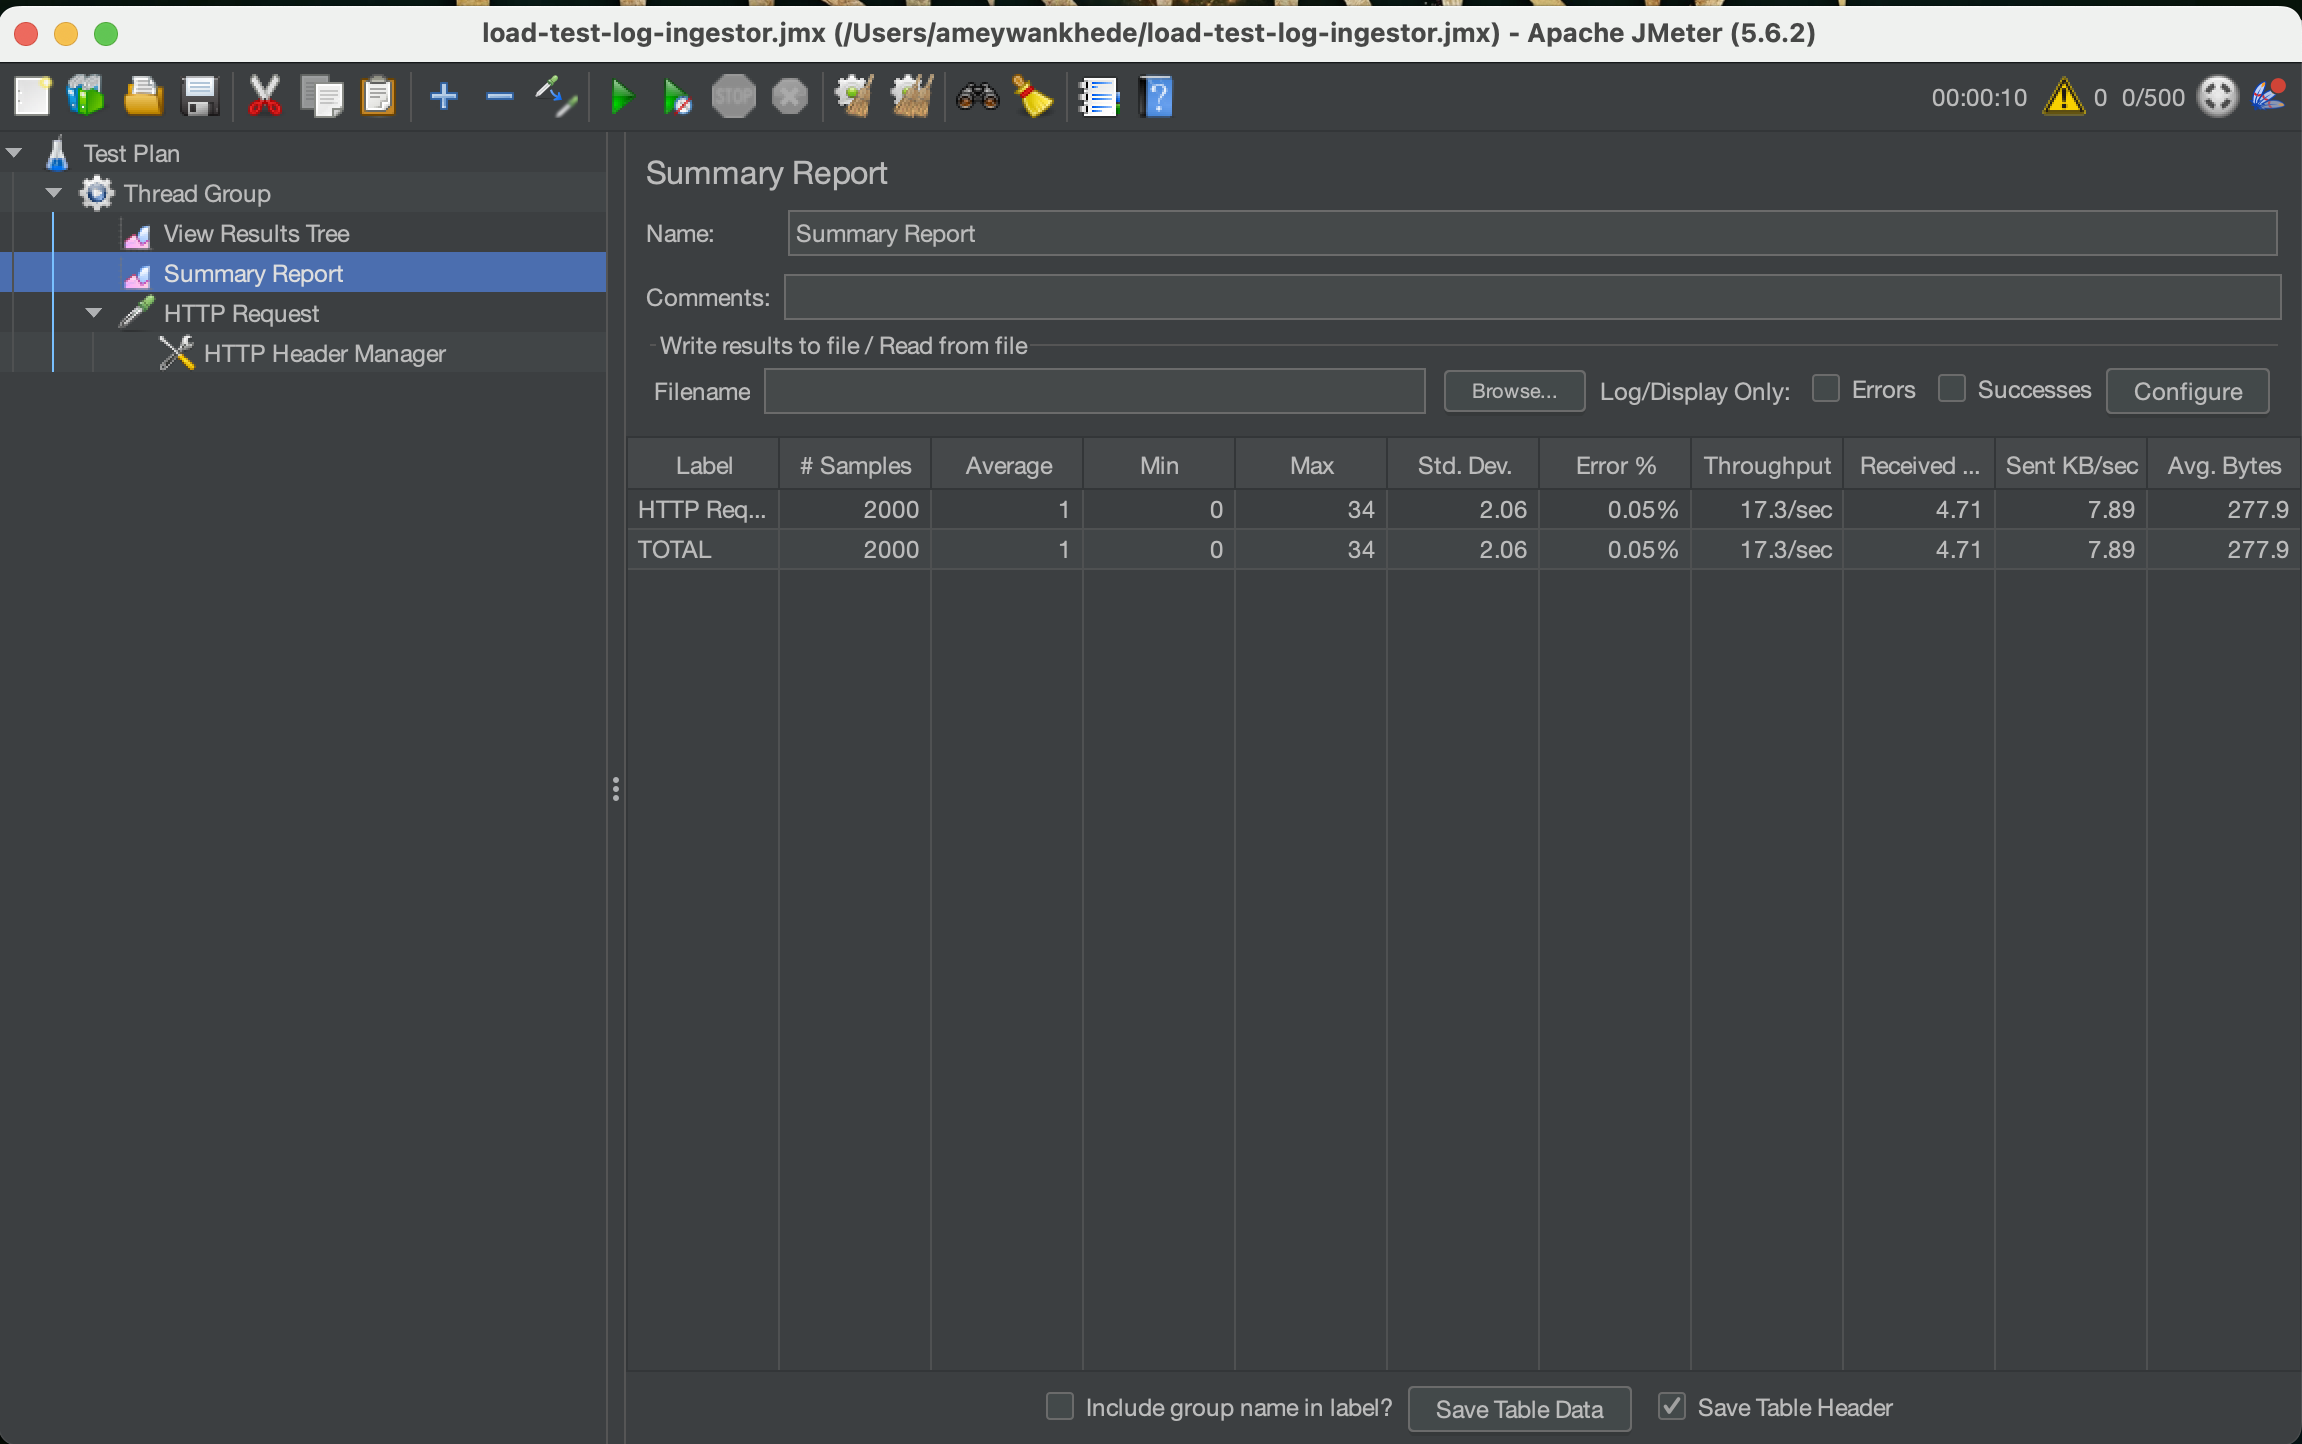 load-test-log-ingestor.jmx (/Users/ameywankhede/load-test-log-ingestor.jmx) - Apache JMeter (5.6.2)
STOP
?
00:00:10 0 0/500
Test Plan
Thread Group
View Results Tree
Summary Report
HTTP Request
HTTP Header Manager
Summary Report
Name: Summary Report
Comments:
Write results to file / Read from file
Filename Browse... Log/Display Only: Errors Successes Configure
Label # Samples Average Min Max Std. Dev. Error % Throughput Received ... Sent KB/sec Avg. Bytes
HTTP Req... 2000 1 0 34 2.06 0.05% 17.3/sec 4.71 7.89 277.9
TOTAL 2000 1 0 34 2.06 0.05% 17.3/sec 4.71 7.89 277.9
Include group name in label? Save Table Data Save Table Header